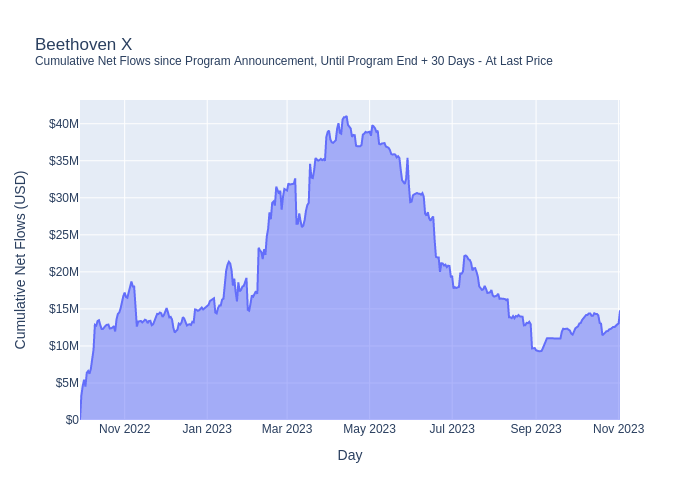 Beethoven X
Cumulative Net Flows since Program Announcement, Until Program End + 30 Days - At Last Price
Cumulative Net Flows (USD)
$40M
$35M
$30M
$25M
$20M
$15M
$10M
$5M
$0
Nov 2022
Jan 2023
Mar 2023
May 2023
Jul 2023
Sep 2023
Nov 2023
Day